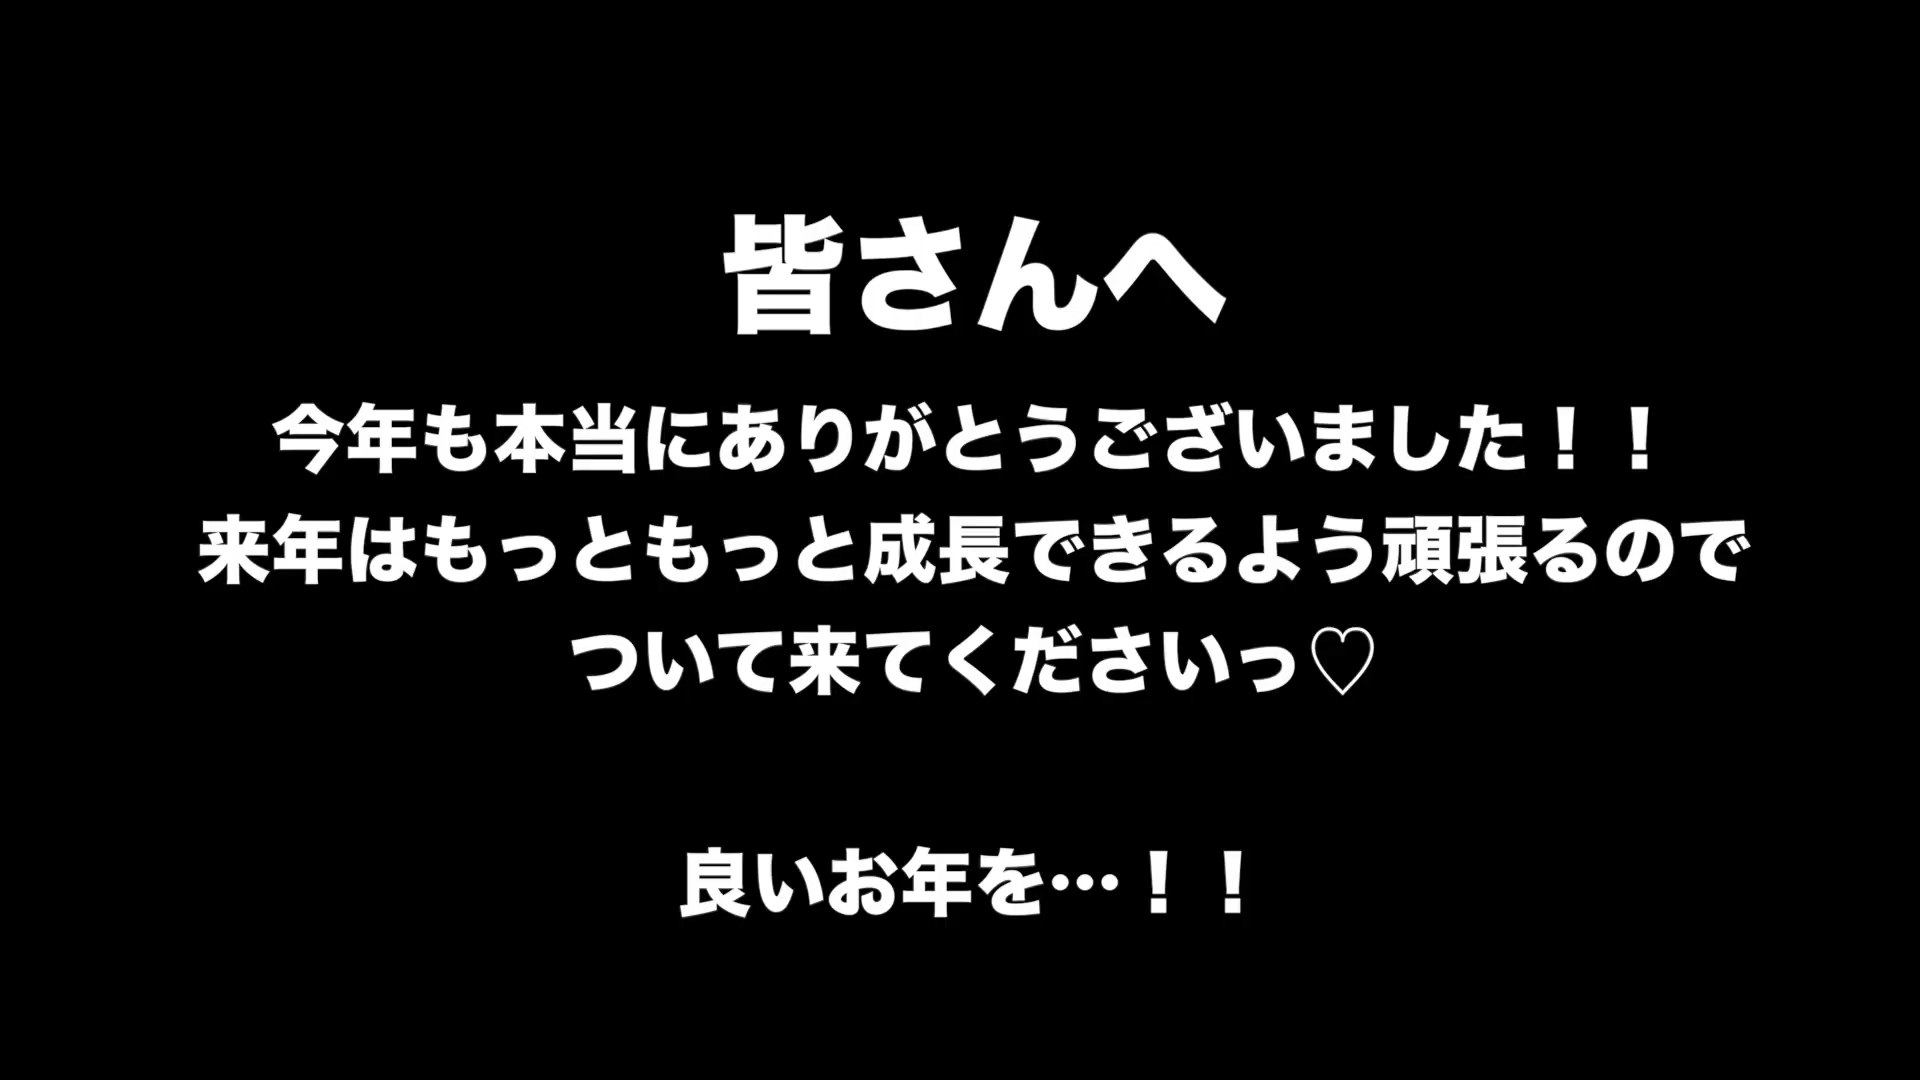 皆さんへ
今年も本当にありがとうございました！！
来年はもっともっと成長できるよう頑張るので
ついて来てくださいっ♡
良いお年を…！！